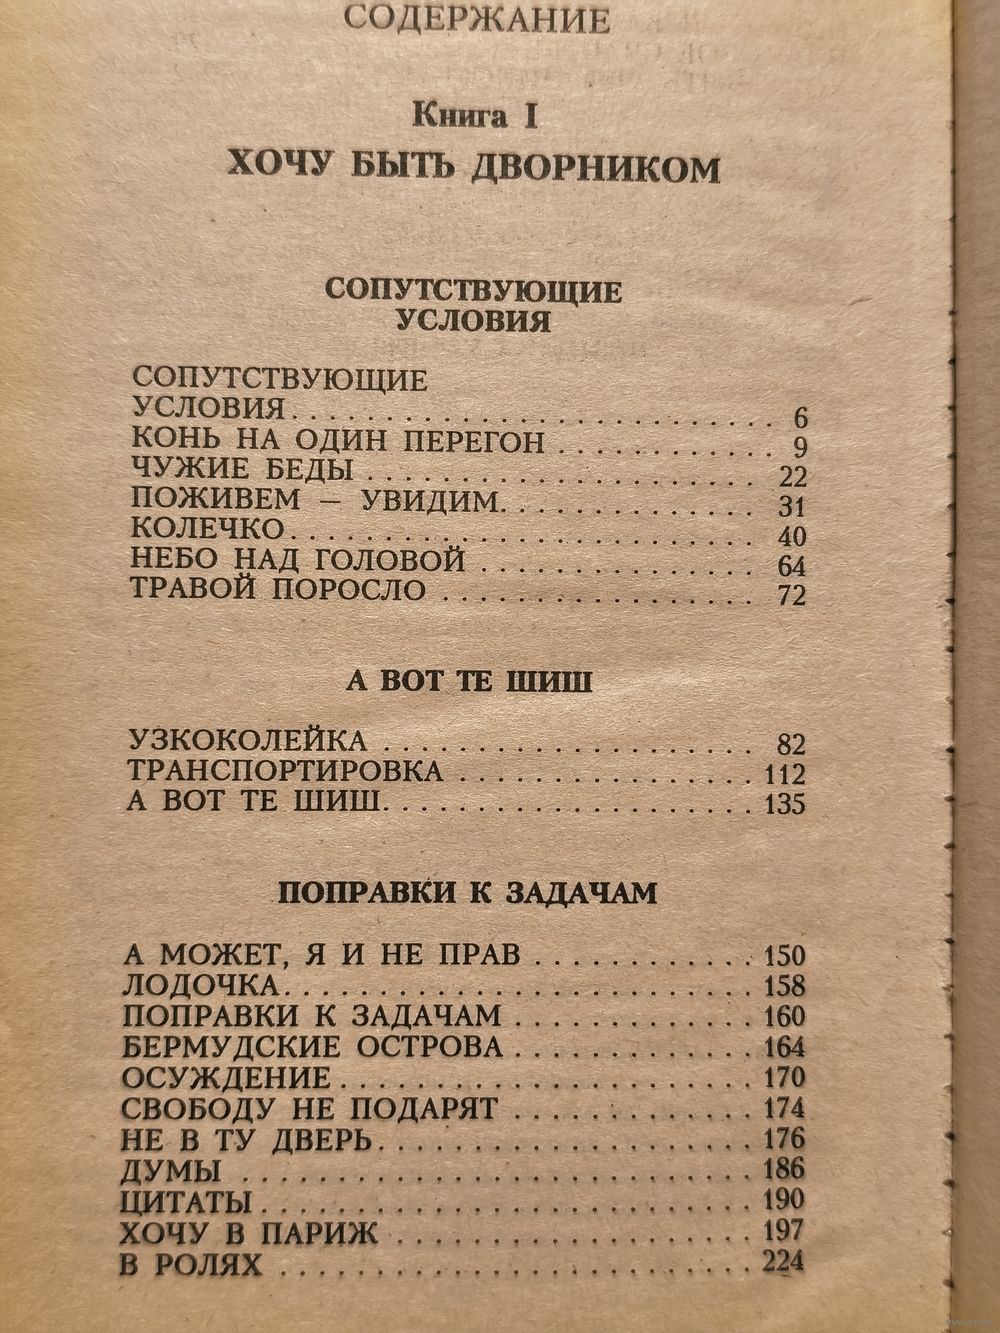 СОДЕРЖАНИЕ
Книга I
ХОЧУ БЫТЬ ДВОРНИКОМ
СОПУТСТВУЮЩИЕ
УСЛОВИЯ
СОПУТСТВУЮЩИЕ
УСЛОВИЯ. . . . . . . . . . . . . . . . . . . . . . . . . 6
КОНЬ НА ОДИН ПЕРЕГОН . . . . . . . . . . . . 9
ЧУЖИЕ БЕДЫ . . . . . . . . . . . . . . . . . . . . . 22
ПОЖИВЕМ – УВИДИМ. . . . . . . . . . . . . . 31
КОЛЕЧКО. . . . . . . . . . . . . . . . . . . . . . . . . 40
НЕБО НАД ГОЛОВОЙ . . . . . . . . . . . . . . . 64
ТРАВОЙ ПОРОСЛО . . . . . . . . . . . . . . . . . 72
А ВОТ ТЕ ШИШ
УЗКОКОЛЕЙКА . . . . . . . . . . . . . . . . . . . . 82
ТРАНСПОРТИРОВКА . . . . . . . . . . . . . . . . 112
А ВОТ ТЕ ШИШ. . . . . . . . . . . . . . . . . . . . 135
ПОПРАВКИ К ЗАДАЧАМ
А МОЖЕТ, Я И НЕ ПРАВ . . . . . . . . . . . . 150
ЛОДОЧКА. . . . . . . . . . . . . . . . . . . . . . . . . 158
ПОПРАВКИ К ЗАДАЧАМ . . . . . . . . . . . . . 160
БЕРМУДСКИЕ ОСТРОВА . . . . . . . . . . . . . 164
ОСУЖДЕНИЕ . . . . . . . . . . . . . . . . . . . . . . 170
СВОБОДУ НЕ ПОДАРЯТ . . . . . . . . . . . . . 174
НЕ В ТУ ДВЕРЬ. . . . . . . . . . . . . . . . . . . . 176
ДУМЫ . . . . . . . . . . . . . . . . . . . . . . . . . . . 186
ЦИТАТЫ . . . . . . . . . . . . . . . . . . . . . . . . . . 190
ХОЧУ В ПАРИЖ . . . . . . . . . . . . . . . . . . . 197
В РОЛЯХ . . . . . . . . . . . . . . . . . . . . . . . . . 224